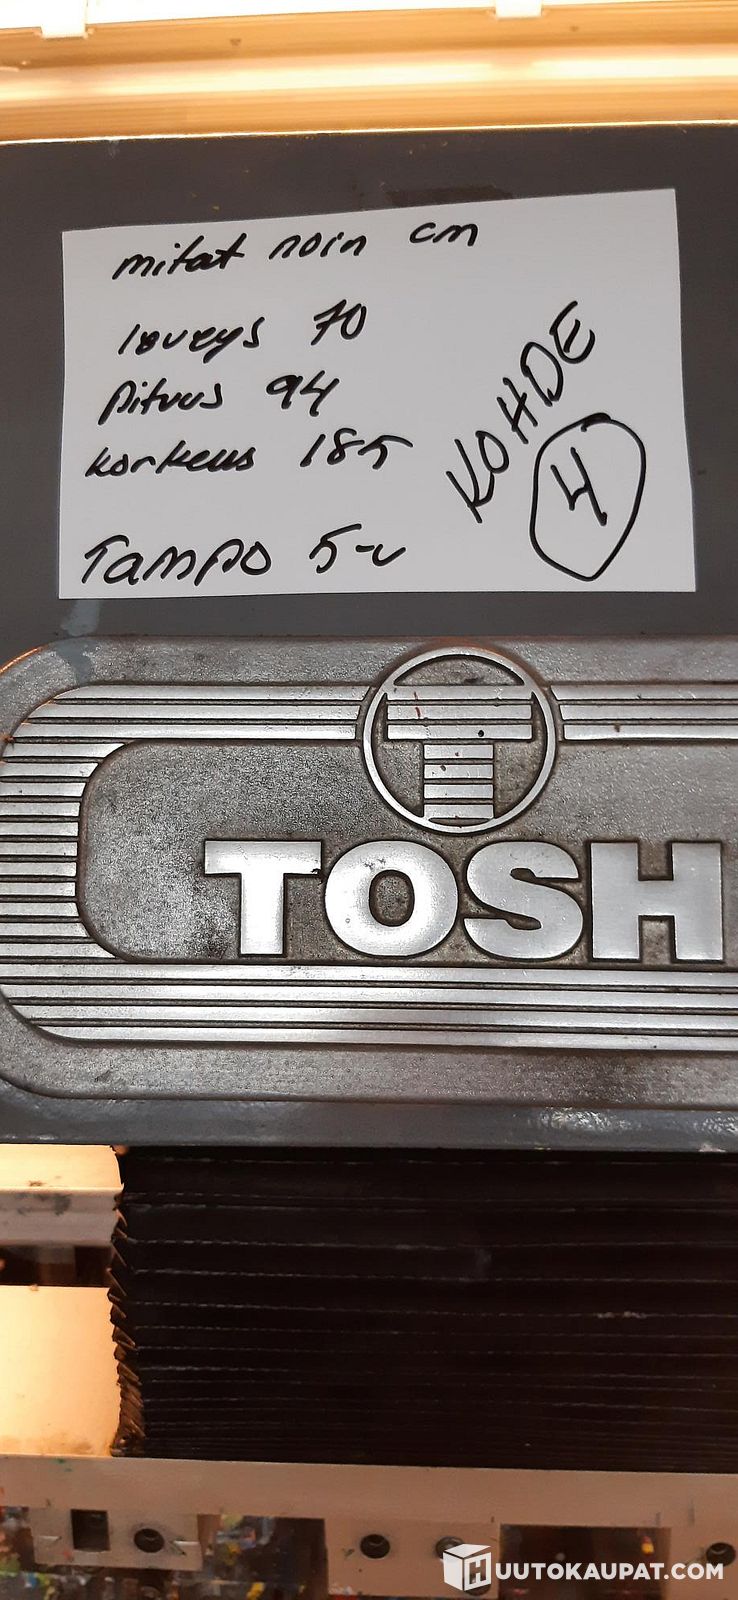 mitat noin cm
leveys 70
pituus 94
korkeus 185
KOHDE
4
Tampo 5-v
T
TOSH
HUUTOKAUPAT.COM